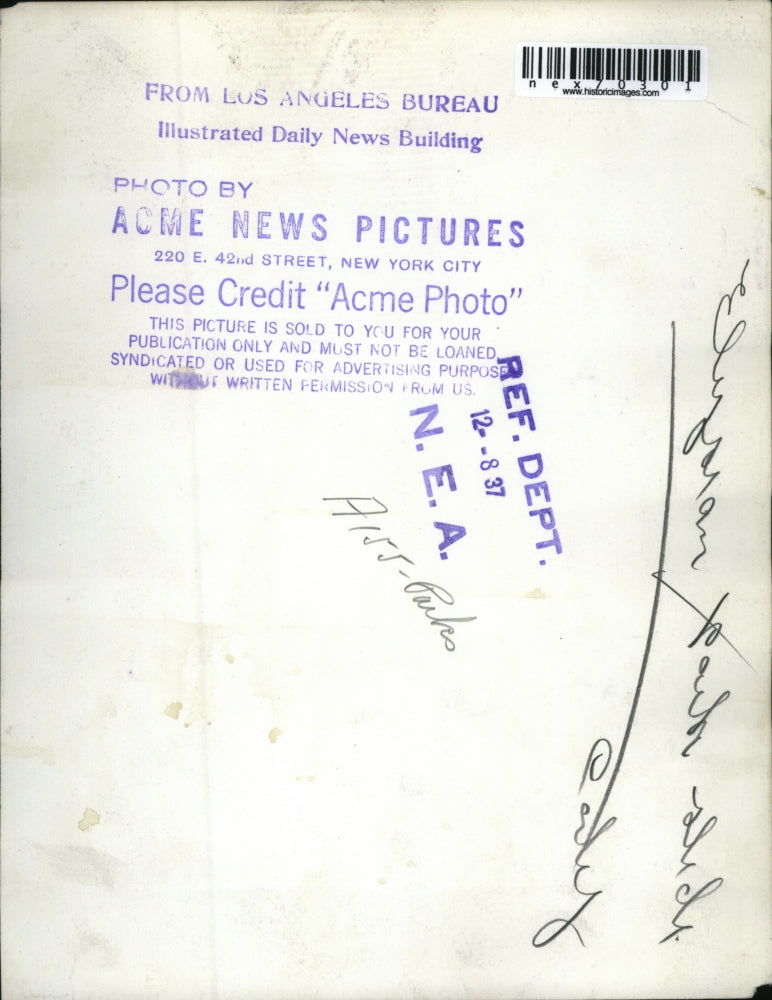 nex70301
www.historicimages.com
FROM LOS ANGELES BUREAU
Illustrated Daily News Building
PHOTO BY
ACME NEWS PICTURES
220 E. 42nd STREET, NEW YORK CITY
Please Credit "Acme Photo"
THIS PICTURE IS SOLD TO YOU FOR YOUR
PUBLICATION ONLY AND MUST NOT BE LOANED,
SYNDICATED OR USED FOR ADVERTISING PURPOSE
WITHOUT WRITTEN PERMISSION FROM US.
REF. DEPT.
12--8 37
N. E. A.
A155-Parks